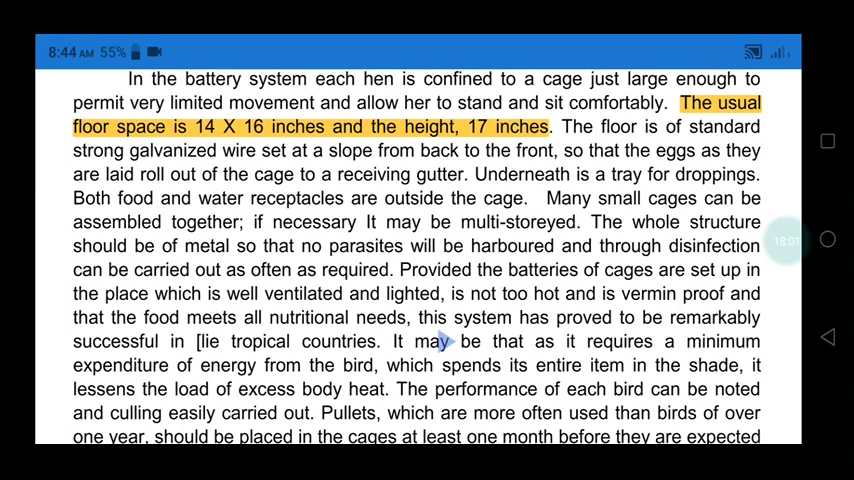 8:44 AM 55%
In the battery system each hen is confined to a cage just large enough to
permit very limited movement and allow her to stand and sit comfortably. The usual
floor space is 14 X 16 inches and the height, 17 inches. The floor is of standard
strong galvanized wire set at a slope from back to the front, so that the eggs as they
are laid roll out of the cage to a receiving gutter. Underneath is a tray for droppings.
Both food and water receptacles are outside the cage. Many small cages can be
assembled together; if necessary It may be multi-storeyed. The whole structure
should be of metal so that no parasites will be harboured and through disinfection
18:01
can be carried out as often as required. Provided the batteries of cages are set up in
the place which is well ventilated and lighted, is not too hot and is vermin proof and
that the food meets all nutritional needs, this system has proved to be remarkably
successful in [lie tropical countries. It may be that as it requires a minimum
expenditure of energy from the bird, which spends its entire item in the shade, it
lessens the load of excess body heat. The performance of each bird can be noted
and culling easily carried out. Pullets, which are more often used than birds of over
one year, should be placed in the cages at least one month before they are expected